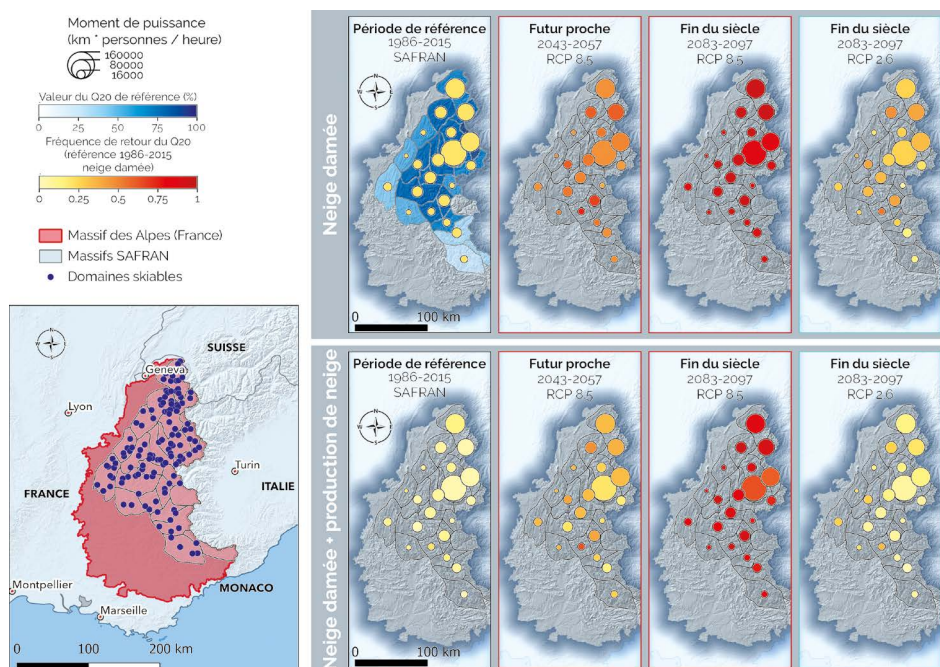 Moment de puissance
(km * personnes / heure)
160000
80000
16000
Valeur du Q20 de référence (%)
0 25 50 75 100
Fréquence de retour du Q20
(référence 1986-2015
neige damée)
0 0.25 0.5 0.75 1
Massif des Alpes (France)
Massifs SAFRAN
Domaines skiables
SUISSE
Geneva
Lyon
Turin
FRANCE
ITALIE
Montpellier
MONACO
Marseille
0 100 200 km
Neige damée
Période de référence
1986-2015
SAFRAN
Futur proche
2043-2057
RCP 8.5
Fin du siècle
2083-2097
RCP 8.5
Fin du siècle
2083-2097
RCP 2.6
0 100 km
Neige damée + production de neige
Période de référence
1986-2015
SAFRAN
Futur proche
2043-2057
RCP 8.5
Fin du siècle
2083-2097
RCP 8.5
Fin du siècle
2083-2097
RCP 2.6
0 100 km